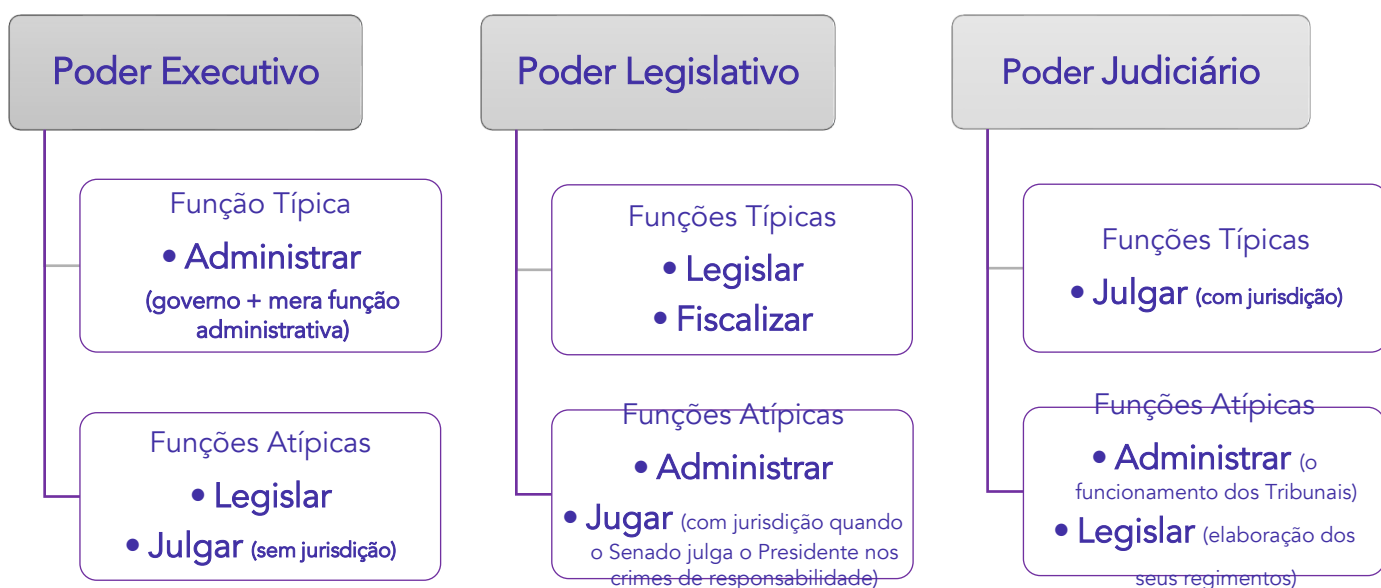 Poder Executivo
Função Típica
• Administrar
(governo + mera função
administrativa)
Funções Atípicas
• Legislar
• Julgar (sem jurisdição)
Poder Legislativo
Funções Típicas
• Legislar
• Fiscalizar
Funções Atípicas
• Administrar
• Jugar (com jurisdição quando
o Senado julga o Presidente nos
crimes de responsabilidade)
Poder Judiciário
Funções Típicas
• Julgar (com jurisdição)
Funções Atípicas
• Administrar (o
funcionamento dos Tribunais)
• Legislar (elaboração dos
seus regimentos)